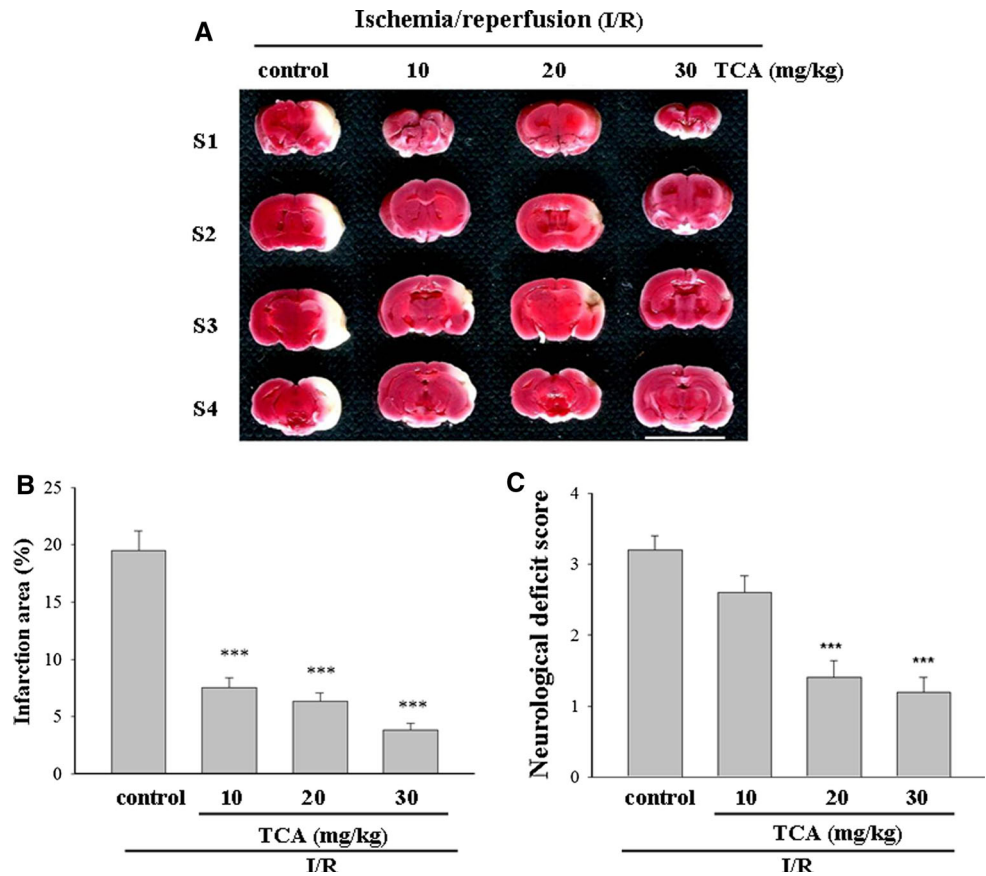 A
Ischemia/reperfusion (I/R)
control 10 20 30 TCA (mg/kg)
S1
S2
S3
S4
B
25
20
15
10
5
0
Infarction area (%)
***
***
***
control 10 20 30
TCA (mg/kg)
I/R
C
4
3
2
1
0
Neurological deficit score
***
***
control 10 20 30
TCA (mg/kg)
I/R